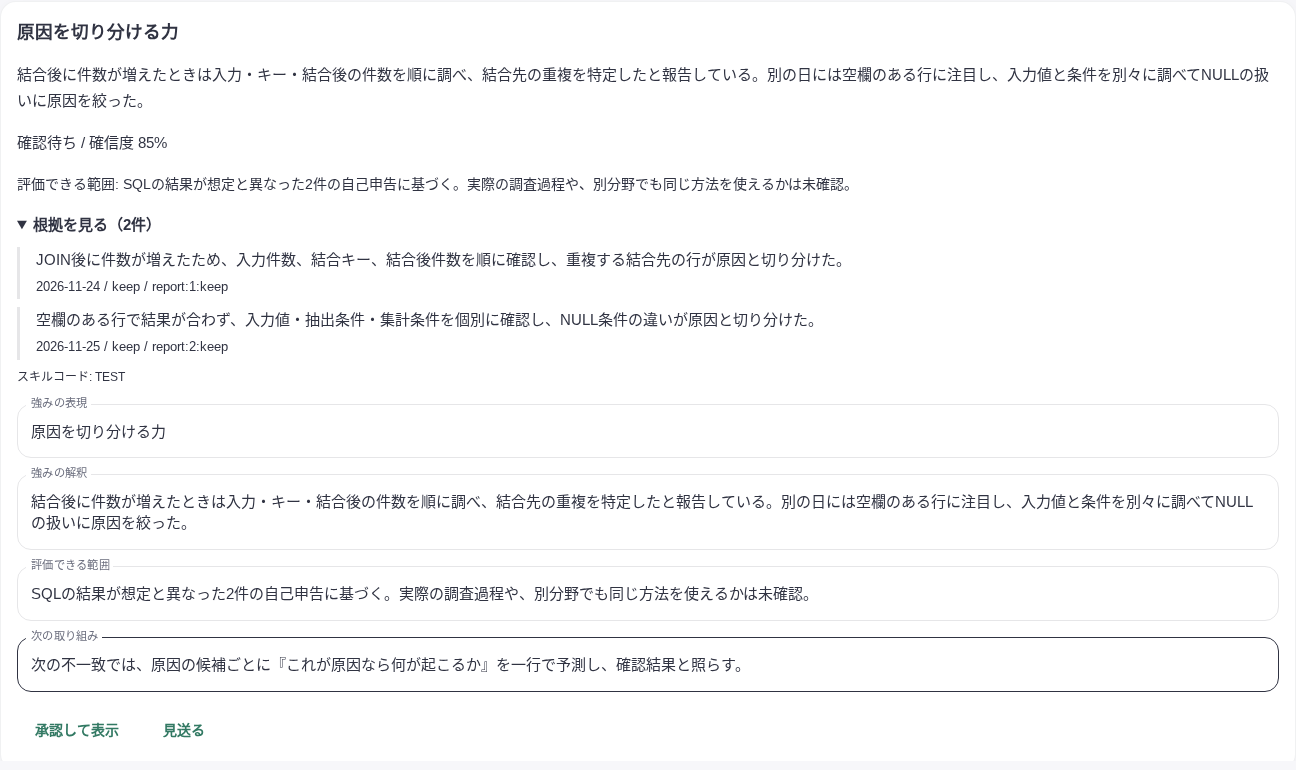 原因を切り分ける力
結合後に件数が増えたときは入力・キー・結合後の件数を順に調べ、結合先の重複を特定したと報告している。別の日には空欄のある行に注目し、入力値と条件を別々に調べてNULLの扱
いに原因を絞った。
確認待ち / 確信度 85%
評価できる範囲: SQLの結果が想定と異なった2件の自己申告に基づく。実際の調査過程や、別分野でも同じ方法を使えるかは未確認。
▼ 根拠を見る（2件）
JOIN後に件数が増えたため、入力件数、結合キー、結合後件数を順に確認し、重複する結合先の行が原因と切り分けた。
2026-11-24 / keep / report:1:keep
空欄のある行で結果が合わず、入力値・抽出条件・集計条件を個別に確認し、NULL条件の違いが原因と切り分けた。
2026-11-25 / keep / report:2:keep
スキルコード: TEST
強みの表現
原因を切り分ける力
強みの解釈
結合後に件数が増えたときは入力・キー・結合後の件数を順に調べ、結合先の重複を特定したと報告している。別の日には空欄のある行に注目し、入力値と条件を別々に調べてNULL
の扱いに原因を絞った。
評価できる範囲
SQLの結果が想定と異なった2件の自己申告に基づく。実際の調査過程や、別分野でも同じ方法を使えるかは未確認。
次の取り組み
次の不一致では、原因の候補ごとに『これが原因なら何が起こるか』を一行で予測し、確認結果と照らす。
承認して表示 見送る